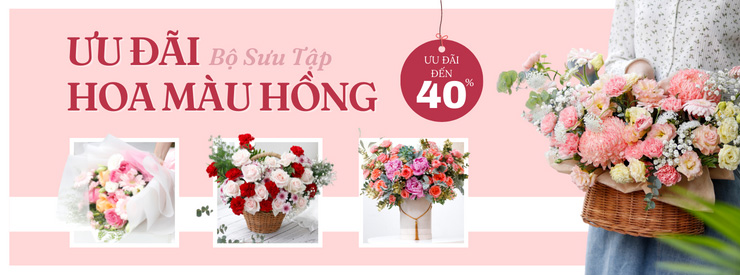 ƯU ĐÃI Bộ Sưu Tập
HOA MÀU HỒNG
ƯU ĐÃI
ĐẾN
40%